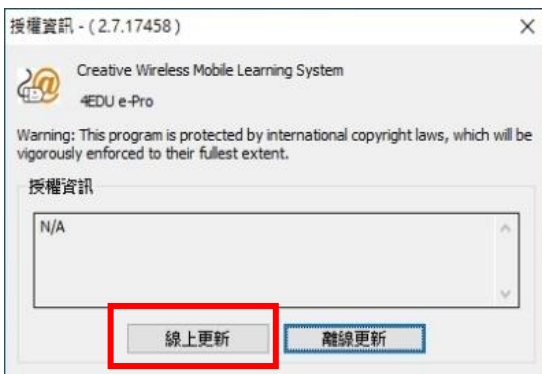 授權資訊 - ( 2.7.17458 )
Creative Wireless Mobile Learning System
4EDU e-Pro
Warning: This program is protected by international copyright laws, which will be
vigorously enforced to their fullest extent.
授權資訊
N/A
線上更新 離線更新